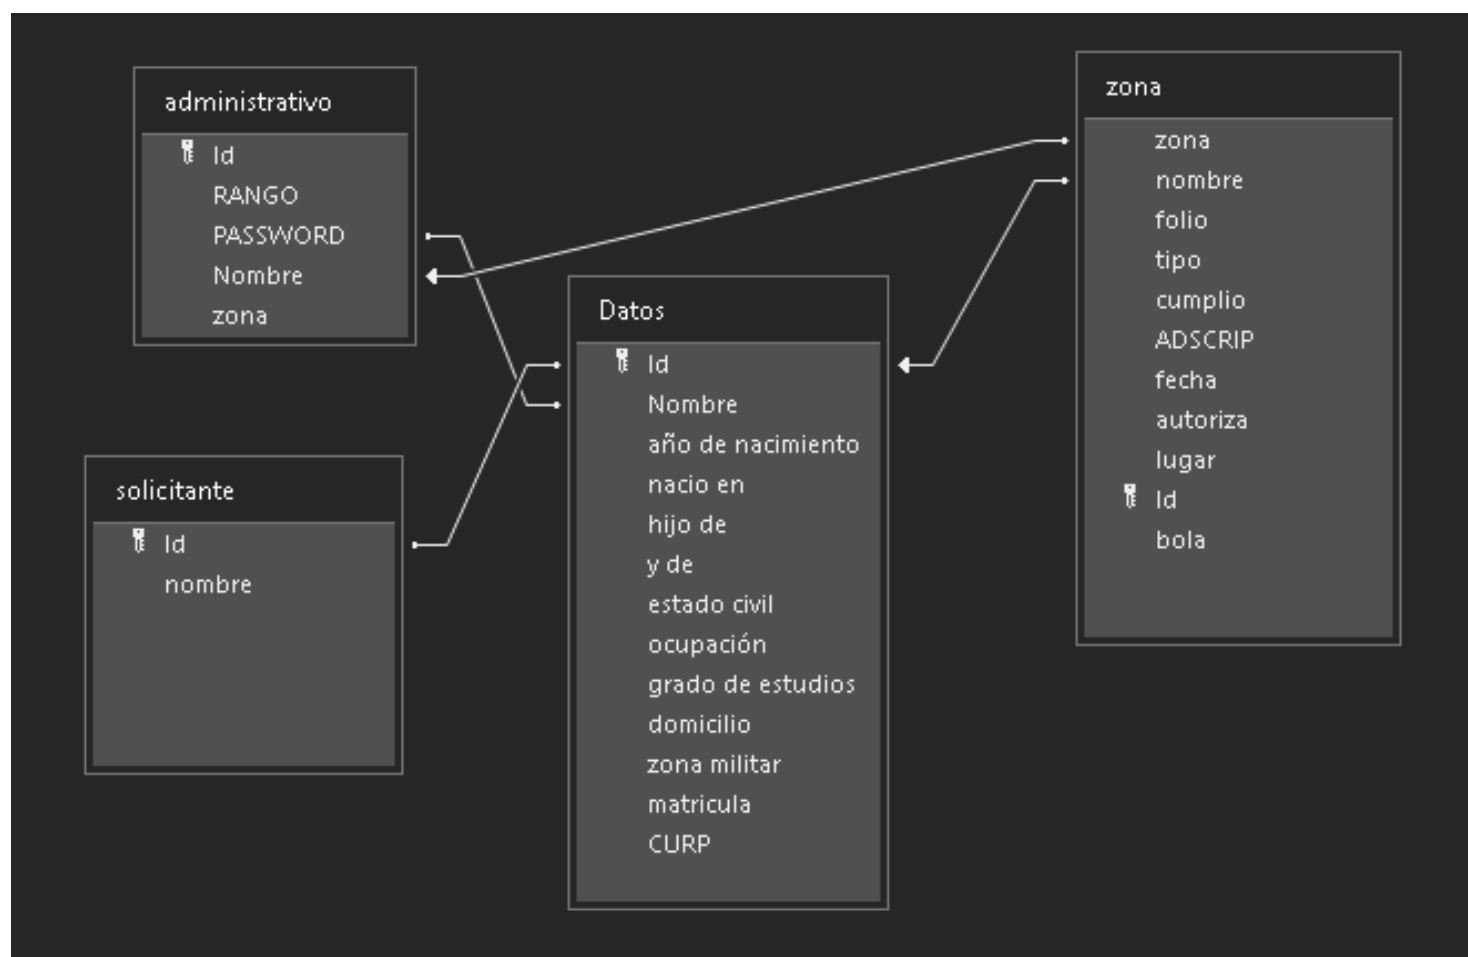 administrativo
Id
RANGO
PASSWORD
Nombre
zona
solicitante
Id
nombre
Datos
Id
Nombre
año de nacimiento
nacio en
hijo de
y de
estado civil
ocupación
grado de estudios
domicilio
zona militar
matricula
CURP
zona
zona
nombre
folio
tipo
cumplio
ADSCRIP
fecha
autoriza
lugar
Id
bola